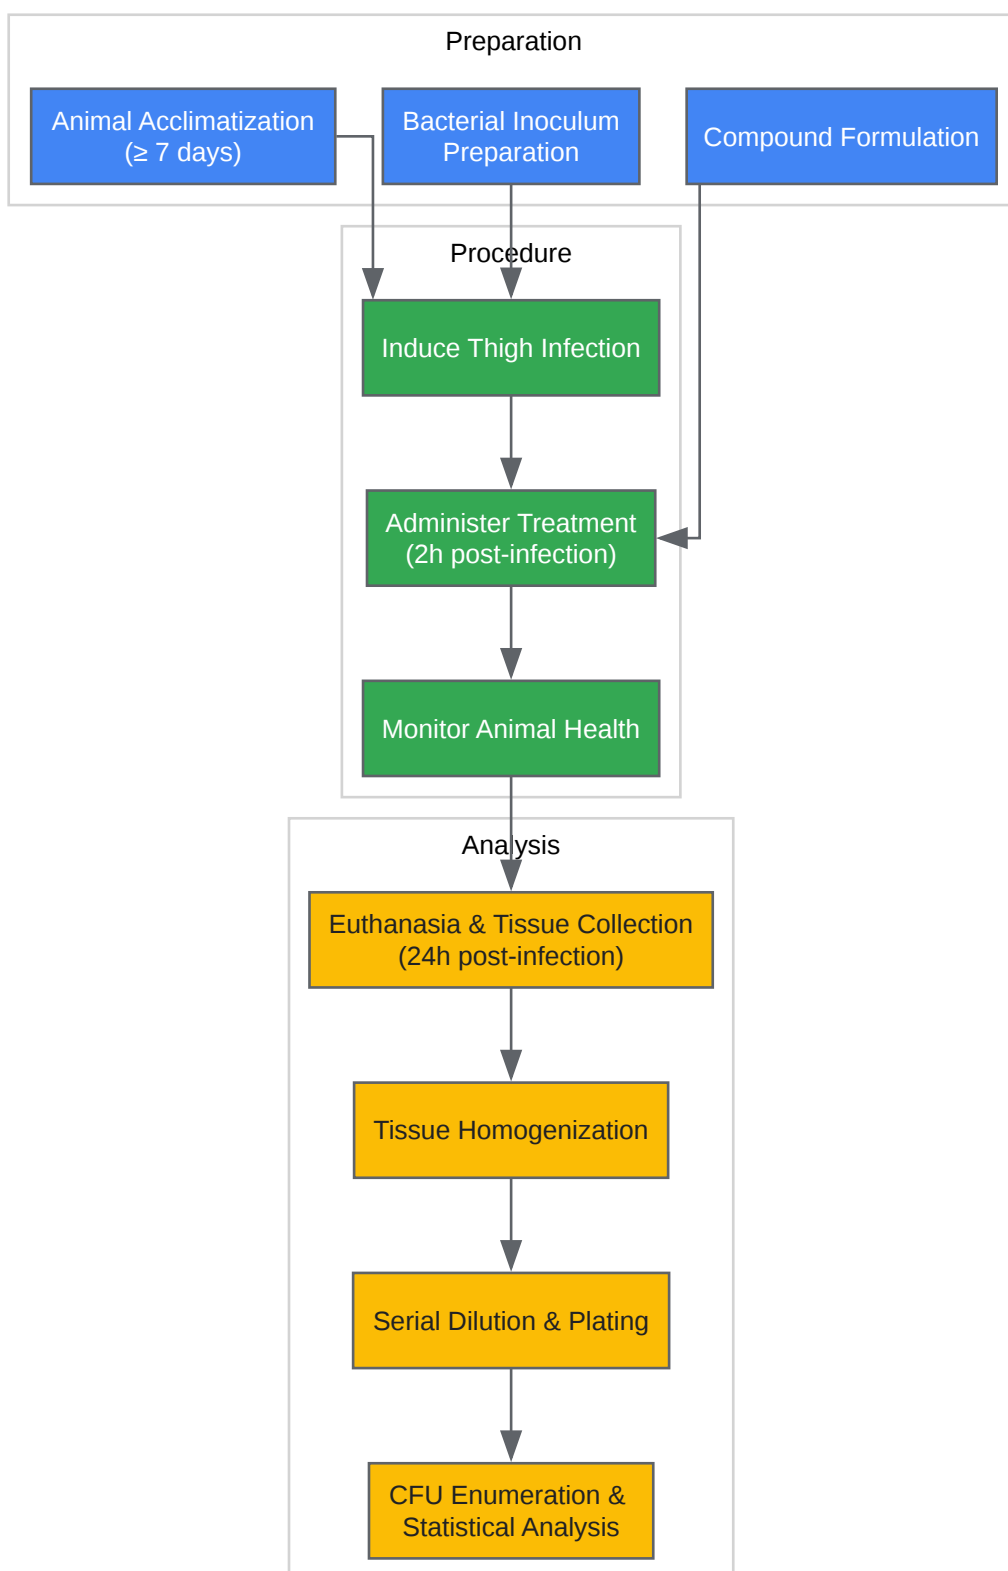 Preparation
Animal Acclimatization
(≥ 7 days)
Bacterial Inoculum
Preparation
Compound Formulation
Procedure
Induce Thigh Infection
Administer Treatment
(2h post-infection)
Monitor Animal Health
Analysis
Euthanasia & Tissue Collection
(24h post-infection)
Tissue Homogenization
Serial Dilution & Plating
CFU Enumeration &
Statistical Analysis